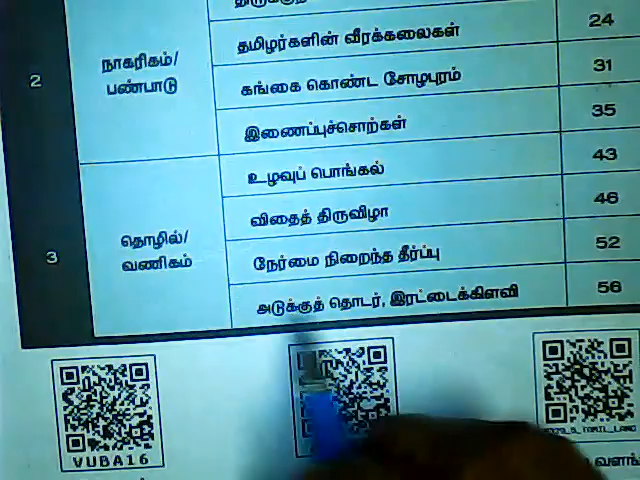 தமிழர்களின் வீரக்கலைகள் 24
2 நாகரிகம்/
பண்பாடு
கங்கை கொண்ட சோழபுரம் 31
இணைப்புச்சொற்கள் 35
உழவுப் பொங்கல் 43
விதைத் திருவிழா 46
3 தொழில்/
வணிகம்
நேர்மை நிறைந்த தீர்ப்பு 52
அடுக்குத் தொடர், இரட்டைக்கிளவி 56
VUBA16